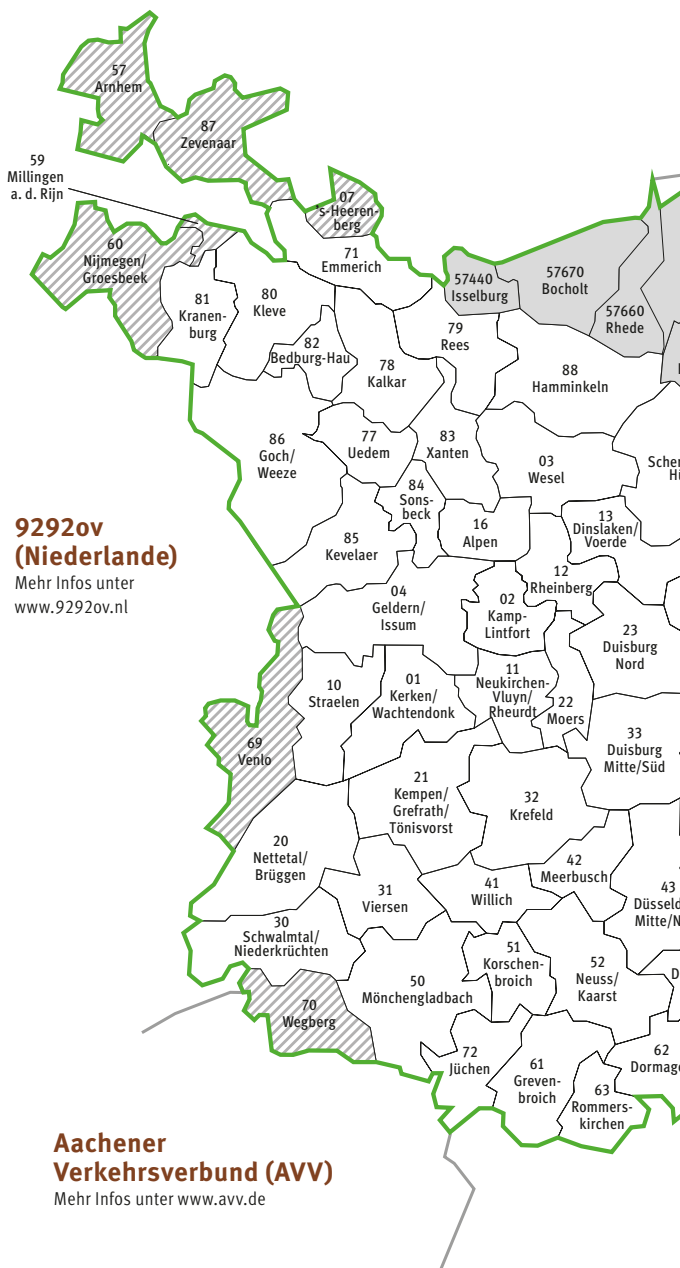 57
Arnhem
87
Zevenaar
59
Millingen
a. d. Rijn
07
's-Heeren-
berg
60
Nijmegen/
Groesbeek
71
Emmerich
57440
Isselburg
57670
Bocholt
57660
Rhede
81
Kranen-
burg
80
Kleve
82
Bedburg-Hau
78
Kalkar
79
Rees
88
Hamminkeln
86
Goch/
Weeze
77
Uedem
83
Xanten
03
Wesel
84
Sons-
beck
16
Alpen
13
Dinslaken/
Voerde
9292ov
(Niederlande)
Mehr Infos unter
www.9292ov.nl
85
Kevelaer
12
Rheinberg
04
Geldern/
Issum
02
Kamp-
Lintfort
23
Duisburg
Nord
10
Straelen
01
Kerken/
Wachtendonk
11
Neukirchen-
Vluyn/
Rheurdt
22
Moers
33
Duisburg
Mitte/Süd
69
Venlo
21
Kempen/
Grefrath/
Tönisvorst
32
Krefeld
20
Nettetal/
Brüggen
42
Meerbusch
31
Viersen
41
Willich
43
Düsseld
Mitte/N
30
Schwalmtal/
Niederkrüchten
51
Korschen-
broich
52
Neuss/
Kaarst
50
Mönchengladbach
70
Wegberg
72
Jüchen
61
Greven-
broich
63
Rommers-
kirchen
62
Dormage
Aachener
Verkehrsverbund (AVV)
Mehr Infos unter www.avv.de